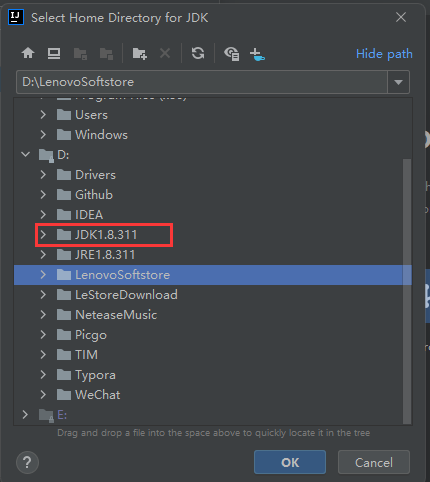 IJ
Select Home Directory for JDK
Hide path
D:\LenovoSoftstore
Users
Windows
D:
Drivers
Github
IDEA
JDK1.8.311
JRE1.8.311
LenovoSoftstore
LeStoreDownload
NeteaseMusic
Picgo
TIM
Typora
WeChat
E:
Drag and drop a file into the space above to quickly locate it in the tree
?
OK
Cancel